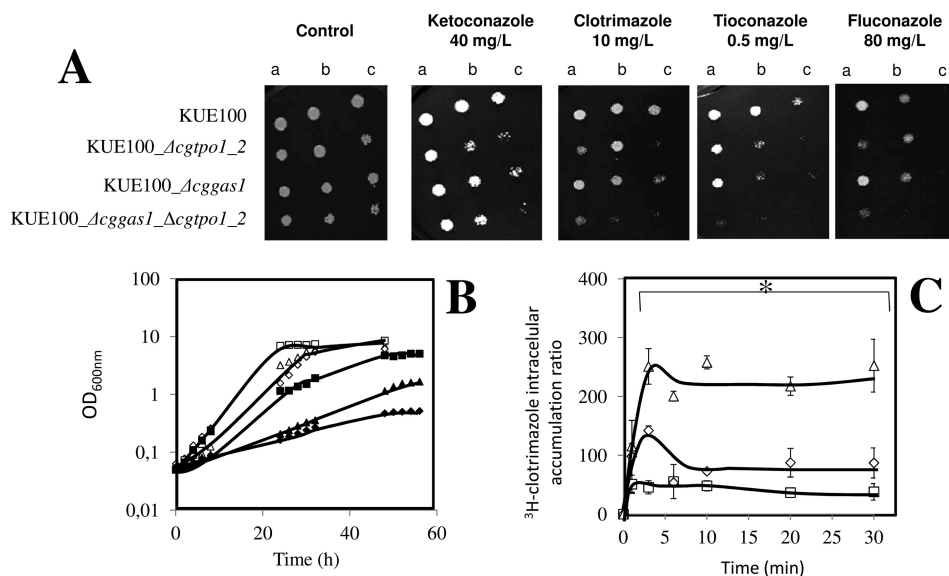 A
Control
Ketoconazole
40 mg/L
Clotrimazole
10 mg/L
Tioconazole
0.5 mg/L
Fluconazole
80 mg/L
a b c a b c a b c a b c a b c
KUE100
KUE100_Δcgtpo1_2
KUE100_Δcggas1
KUE100_Δcggas1_Δcgtpo1_2
B
100
10
1
0,1
0,01
OD600nm
0 20 40 60
Time (h)
C
*
400
300
200
100
0
³H-clotrimazole intracelular
accumulation ratio
0 5 10 15 20 25 30
Time (min)